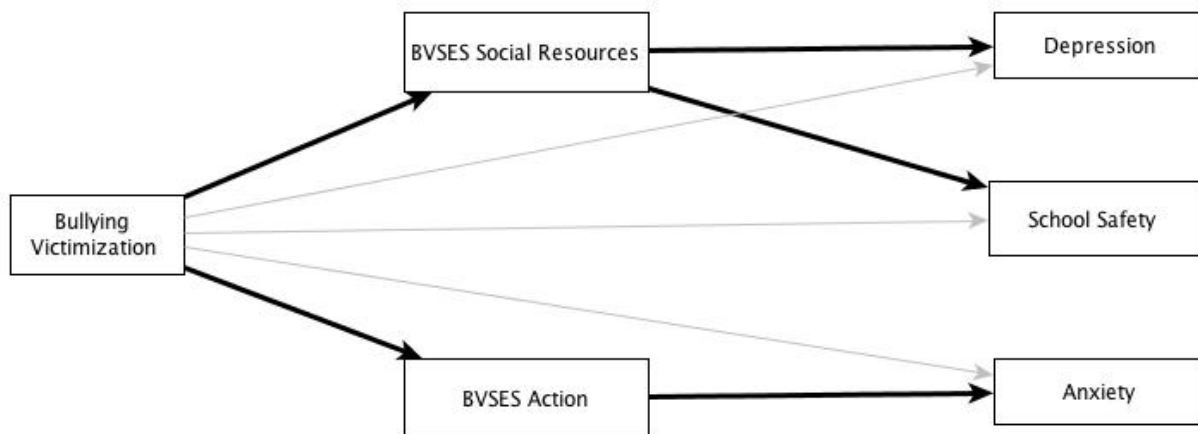 BVSES Social Resources
Depression
Bullying
Victimization
School Safety
BVSES Action
Anxiety